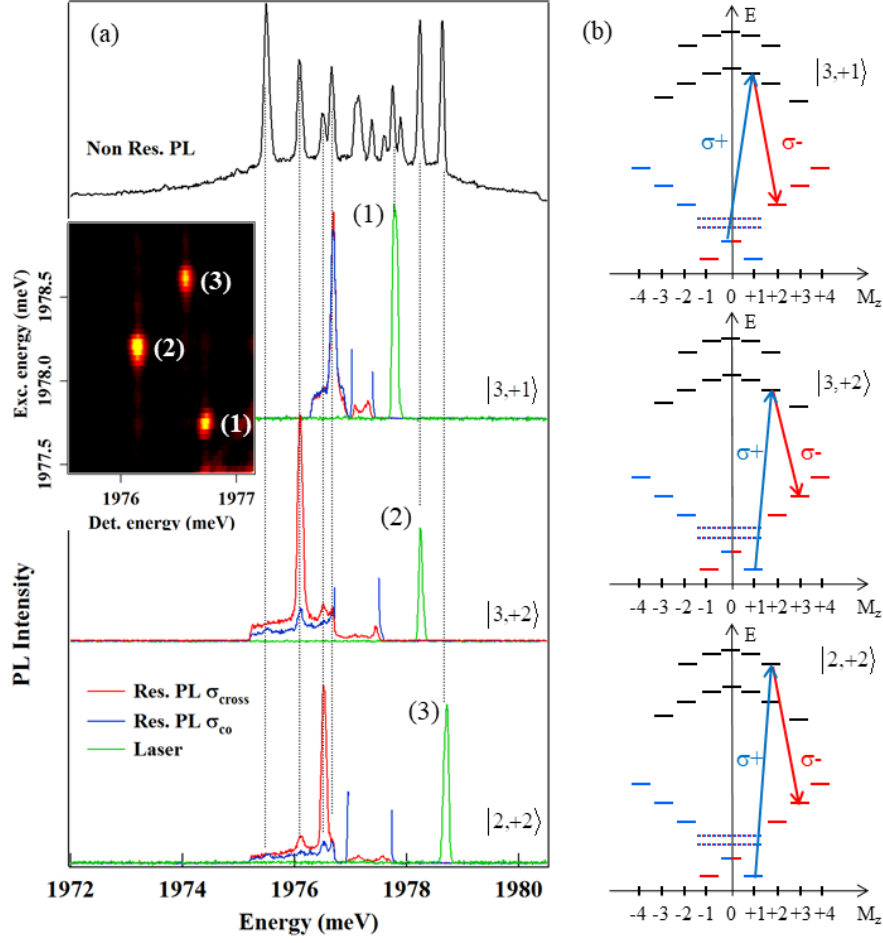 (a)
Non Res. PL
(1)
Exc. energy (meV)
1978.5
1978.0
1977.5
(3)
(2)
(1)
1976
1977
Det. energy (meV)
|3,+1⟩
(2)
|3,+2⟩
PL Intensity
Res. PL σcross
Res. PL σco
Laser
(3)
|2,+2⟩
1972
1974
1976
1978
1980
Energy (meV)
(b)
E
|3,+1⟩
σ+
σ-
-4 -3 -2 -1 0 +1 +2 +3 +4 Mz
E
|3,+2⟩
σ+
σ-
-4 -3 -2 -1 0 +1 +2 +3 +4 Mz
E
|2,+2⟩
σ+
σ-
-4 -3 -2 -1 0 +1 +2 +3 +4 Mz